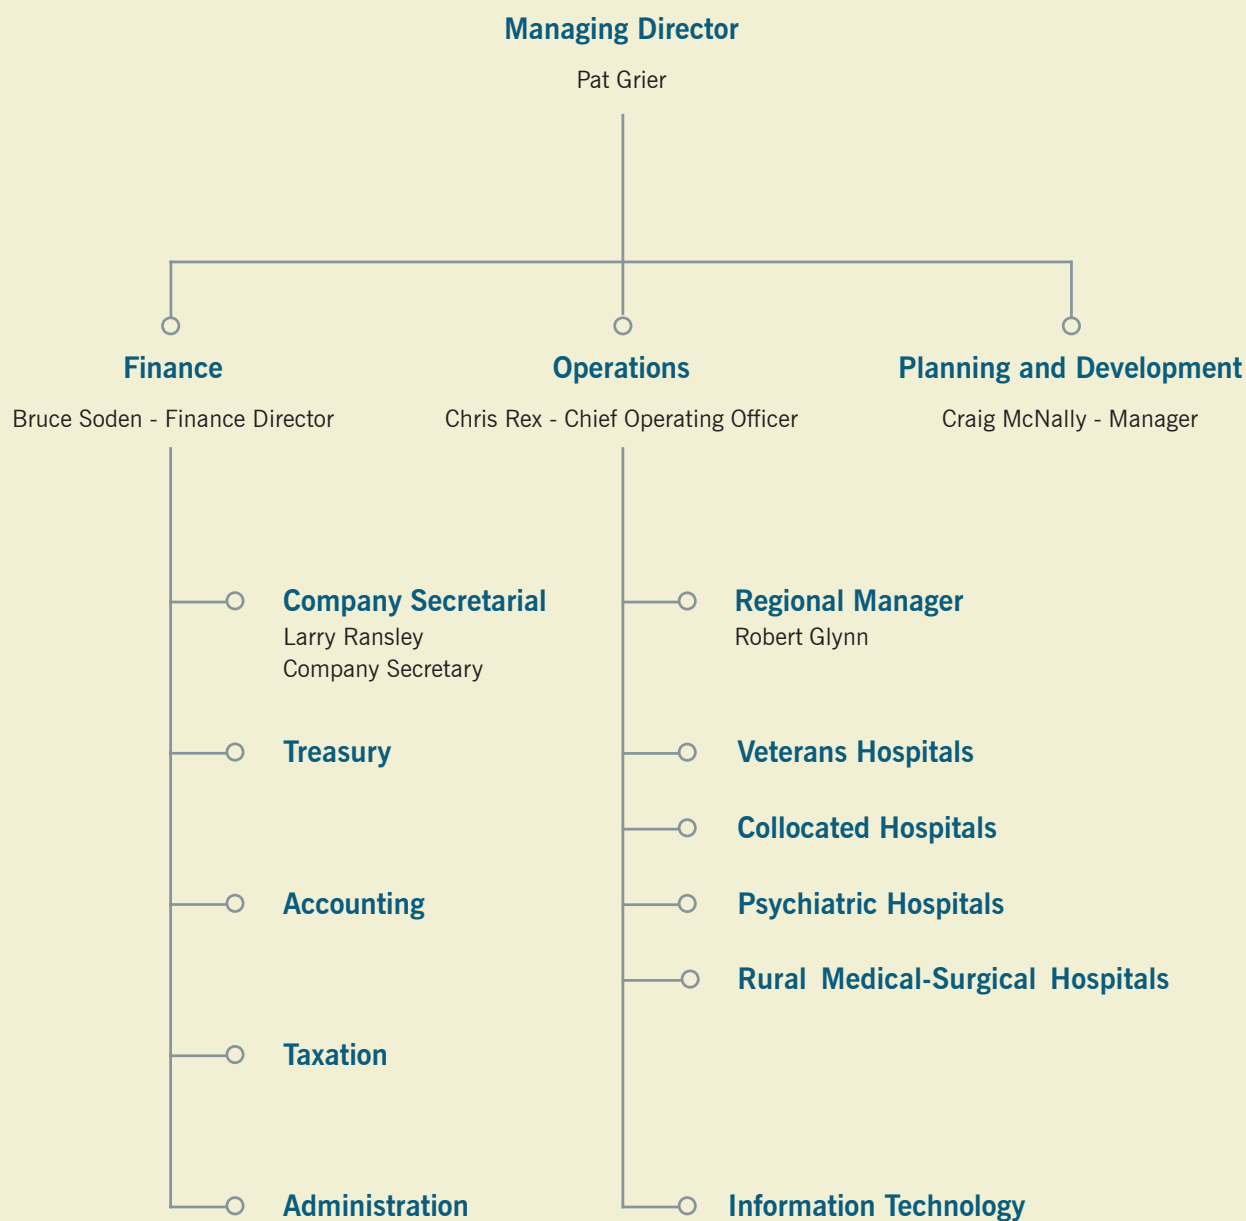 Managing Director
Pat Grier
Finance
Bruce Soden - Finance Director
Operations
Chris Rex - Chief Operating Officer
Planning and Development
Craig McNally - Manager
Company Secretarial
Larry Ransley
Company Secretary
Treasury
Accounting
Taxation
Administration
Regional Manager
Robert Glynn
Veterans Hospitals
Collocated Hospitals
Psychiatric Hospitals
Rural Medical-Surgical Hospitals
Information Technology